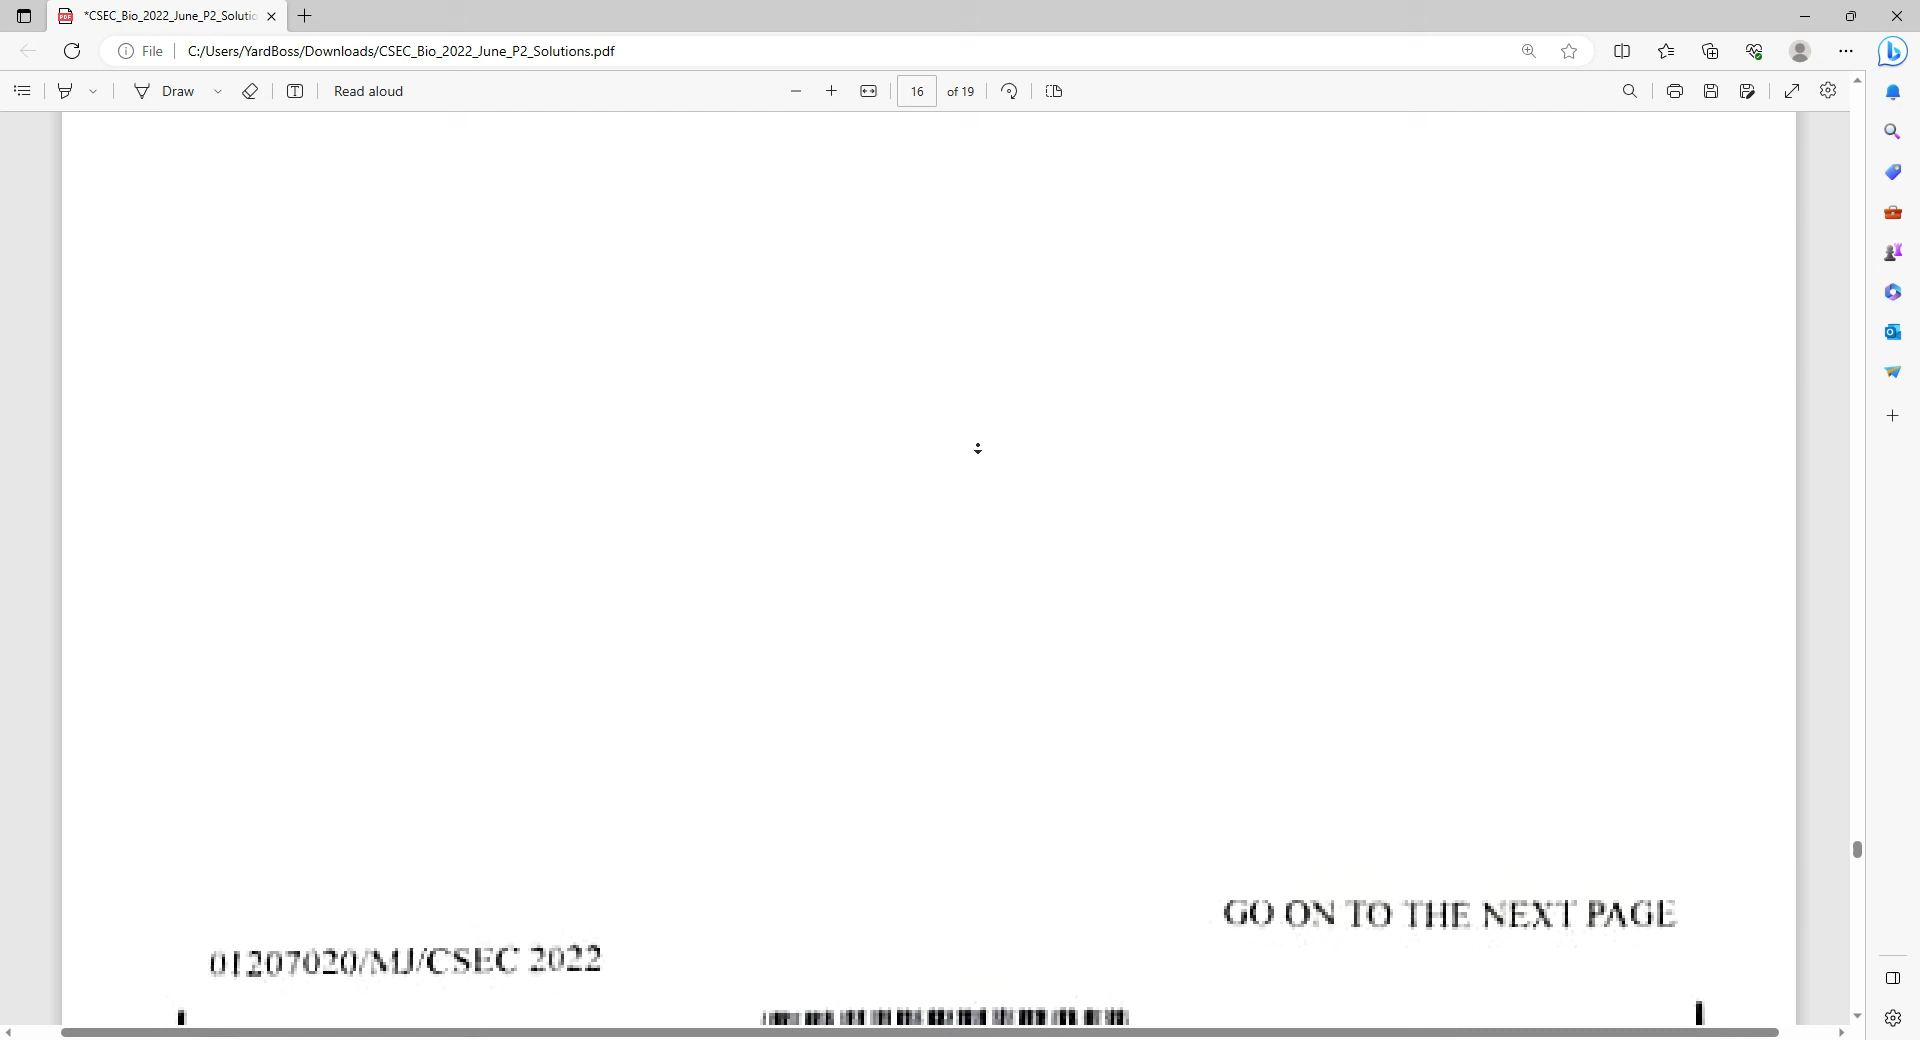 *CSEC_Bio_2022_June_P2_Solutic
File
C:/Users/YardBoss/Downloads/CSEC_Bio_2022_June_P2_Solutions.pdf
Draw
Read aloud
16 of 19
GO ON TO THE NEXT PAGE
01207020/MJ/CSEC 2022